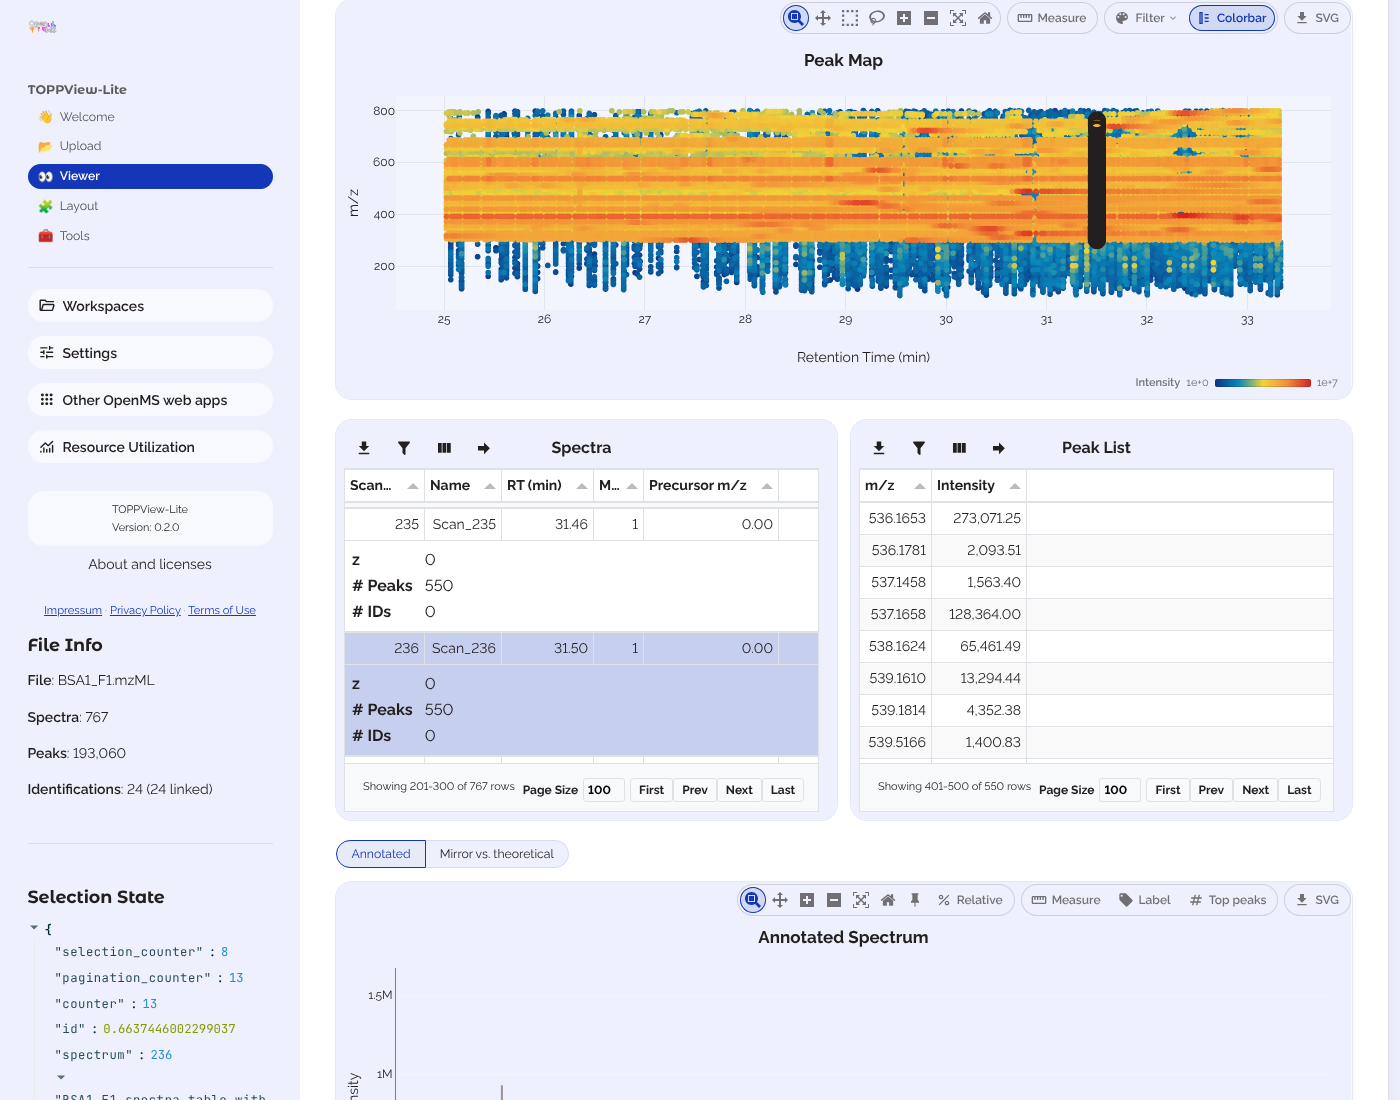 TOPPView-Lite
Welcome
Upload
Viewer
Layout
Tools
Workspaces
Settings
Other OpenMS web apps
Resource Utilization
TOPPView-Lite
Version: 0.2.0
About and licenses
Impressum · Privacy Policy · Terms of Use
File Info
File: BSA1_F1.mzML
Spectra: 767
Peaks: 193,060
Identifications: 24 (24 linked)
Selection State
{
"selection_counter" : 8
"pagination_counter" : 13
"counter" : 13
"id" : 0.6637446002299037
"spectrum" : 236
Measure Filter Colorbar SVG
Peak Map
800
600
400
200
m/z
25 26 27 28 29 30 31 32 33
Retention Time (min)
Intensity 1e+0 1e+7
Spectra
Scan... Name RT (min) M... Precursor m/z
235 Scan_235 31.46 1 0.00
z 0
# Peaks 550
# IDs 0
236 Scan_236 31.50 1 0.00
z 0
# Peaks 550
# IDs 0
Showing 201-300 of 767 rows Page Size 100 First Prev Next Last
Peak List
m/z Intensity
536.1653 273,071.25
536.1781 2,093.51
537.1458 1,563.40
537.1658 128,364.00
538.1624 65,461.49
539.1610 13,294.44
539.1814 4,352.38
539.5166 1,400.83
Showing 401-500 of 550 rows Page Size 100 First Prev Next Last
Annotated Mirror vs. theoretical
% Relative Measure Label # Top peaks SVG
Annotated Spectrum
1.5M
1M